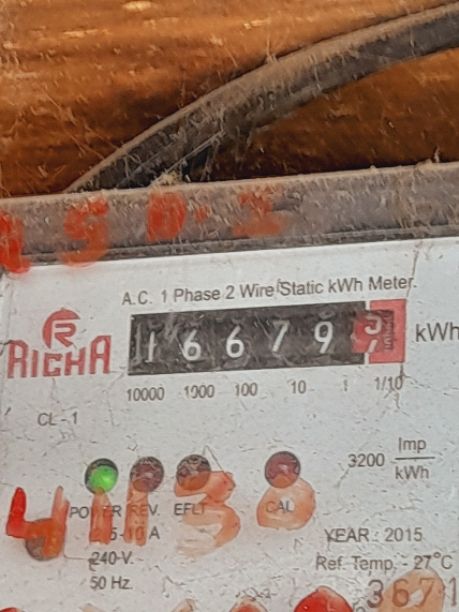 A.C. 1 Phase 2 Wire Static kWh Meter.
R
RICHA
16679
kWh
10000 1000 100 10 1 1/10
CL - 1
3200 Imp
kWh
POWER REV. EFLT CAL
240-V.
50 Hz.
YEAR : 2015
Ref. Temp. - 27°C
3671